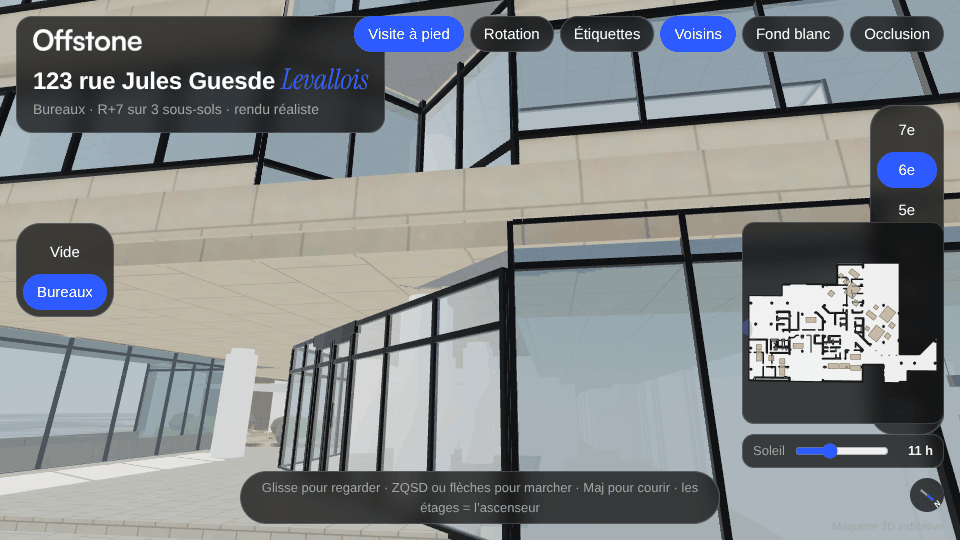 Offstone
123 rue Jules Guesde Levallois
Bureaux · R+7 sur 3 sous-sols · rendu réaliste
Visite à pied
Rotation
Étiquettes
Voisins
Fond blanc
Occlusion
7e
6e
5e
Vide
Bureaux
Soleil
11 h
Glisse pour regarder · ZQSD ou flèches pour marcher · Maj pour courir · les
étages = l'ascenseur
N
Maquette 3D indicative